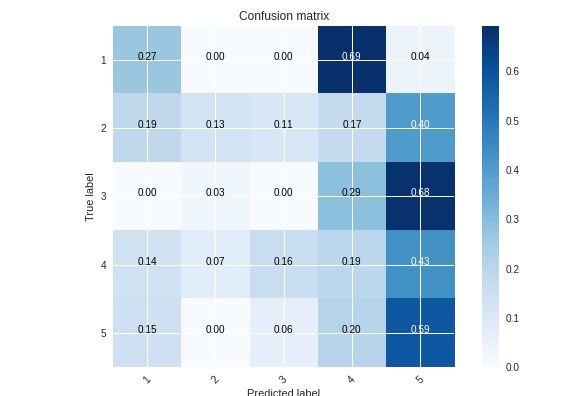 Confusion matrix
1 0.27 0.00 0.00 0.69 0.04
2 0.19 0.13 0.11 0.17 0.40
3 0.00 0.03 0.00 0.29 0.68
4 0.14 0.07 0.16 0.19 0.43
5 0.15 0.00 0.06 0.20 0.59
1 2 3 4 5
True label
Predicted label
0.6
0.5
0.4
0.3
0.2
0.1
0.0